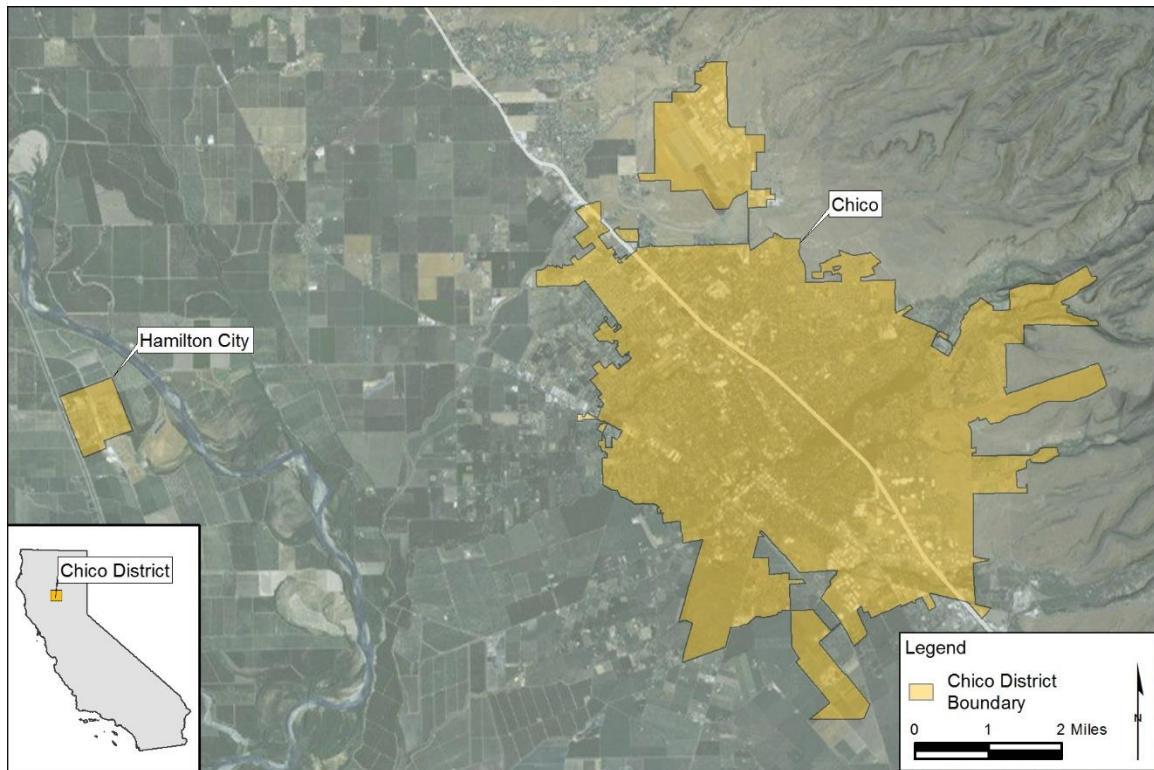 Chico
Hamilton City
Chico District
Legend
Chico District
Boundary
0 1 2 Miles
N